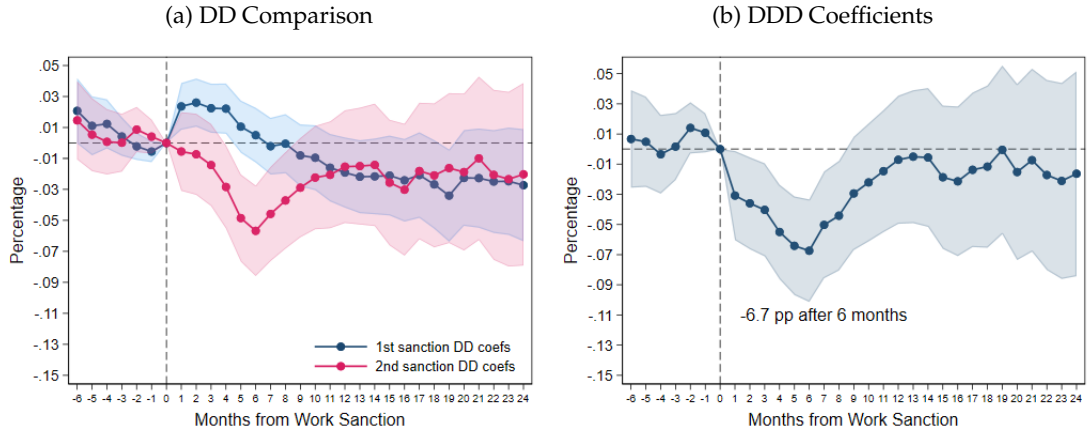 (a) DD Comparison
.05
.03
.01
-.01
-.03
-.05
-.07
-.09
-.11
-.13
-.15
Percentage
1st sanction DD coefs
2nd sanction DD coefs
-6 -5 -4 -3 -2 -1 0 1 2 3 4 5 6 7 8 9 10 11 12 13 14 15 16 17 18 19 20 21 22 23 24
Months from Work Sanction
(b) DDD Coefficients
.05
.03
.01
-.01
-.03
-.05
-.07
-.09
-.11
-.13
-.15
Percentage
-6.7 pp after 6 months
-6 -5 -4 -3 -2 -1 0 1 2 3 4 5 6 7 8 9 10 11 12 13 14 15 16 17 18 19 20 21 22 23 24
Months from Work Sanction